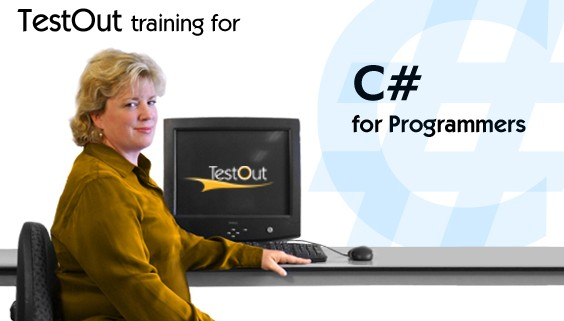 TestOut training for
C#
for Programmers
TestOut